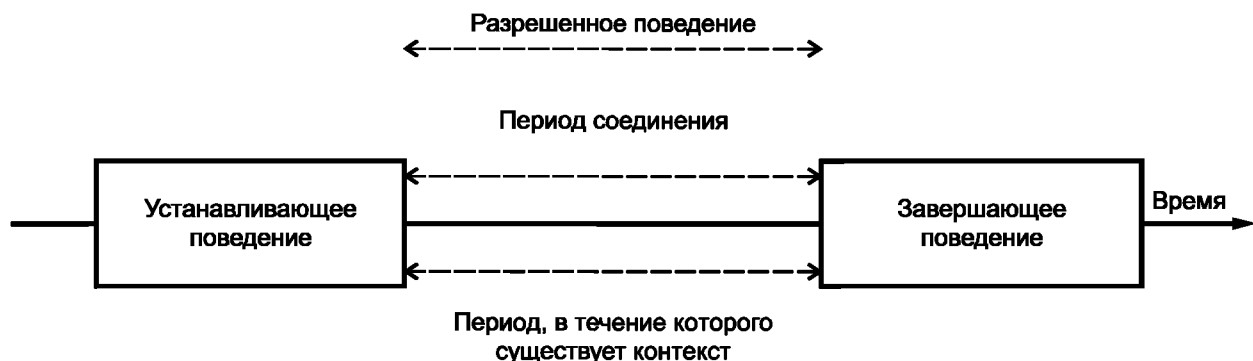 Разрешенное поведение
Период соединения
Устанавливающее
поведение
Завершающее
поведение
Время
Период, в течение которого
существует контекст